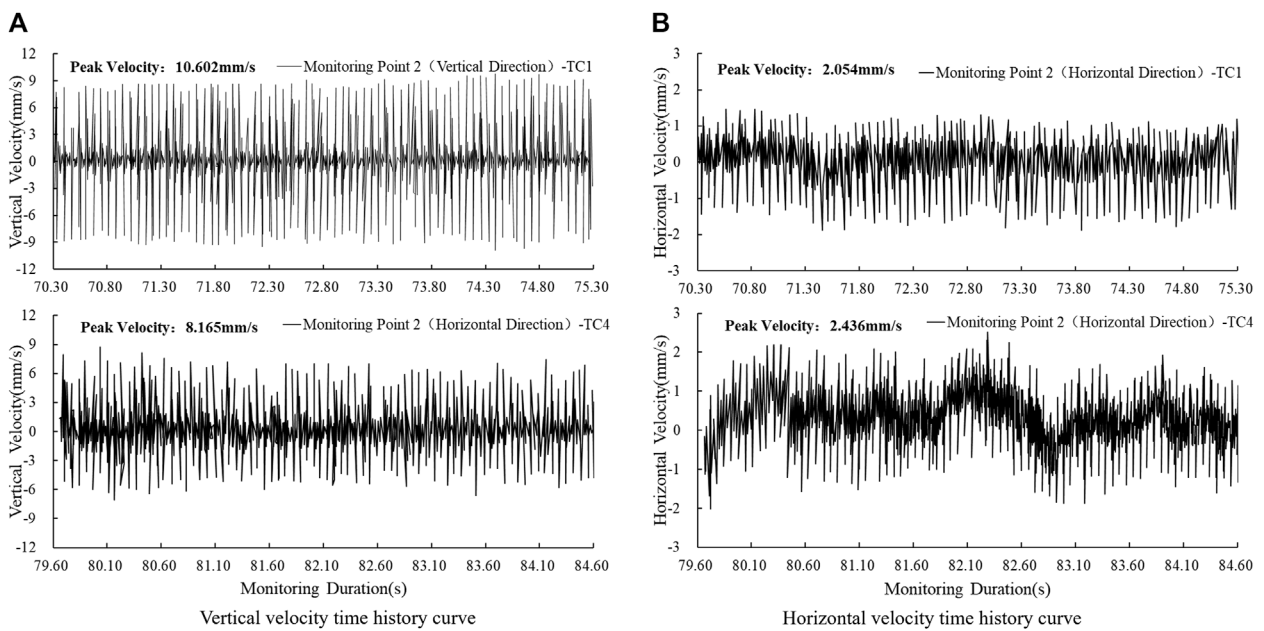 A
B
Vertical Velocity(mm/s)
12
9
6
3
0
-3
-6
-9
-12
Peak Velocity：10.602mm/s
Monitoring Point 2（Vertical Direction）-TC1
70.30 70.80 71.30 71.80 72.30 72.80 73.30 73.80 74.30 74.80 75.30
Horizontal Velocity(mm/s)
3
2
1
0
-1
-2
-3
Peak Velocity：2.054mm/s
Monitoring Point 2（Horizontal Direction）-TC1
70.30 70.80 71.30 71.80 72.30 72.80 73.30 73.80 74.30 74.80 75.30
Vertical Velocity(mm/s)
12
9
6
3
0
-3
-6
-9
-12
Peak Velocity：8.165mm/s
Monitoring Point 2（Horizontal Direction）-TC4
79.60 80.10 80.60 81.10 81.60 82.10 82.60 83.10 83.60 84.10 84.60
Monitoring Duration(s)
Vertical velocity time history curve
Horizontal Velocity(mm/s)
3
2
1
0
-1
-2
-3
Peak Velocity：2.436mm/s
Monitoring Point 2（Horizontal Direction）-TC4
79.60 80.10 80.60 81.10 81.60 82.10 82.60 83.10 83.60 84.10 84.60
Monitoring Duration(s)
Horizontal velocity time history curve